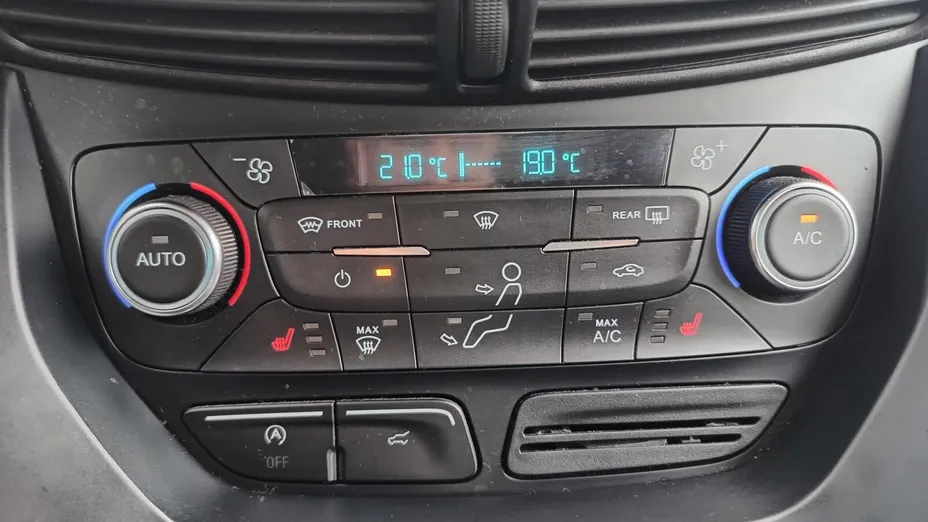 21.0 °C 19.0 °C
FRONT
REAR
AUTO
A/C
MAX
MAX
A/C
A
OFF